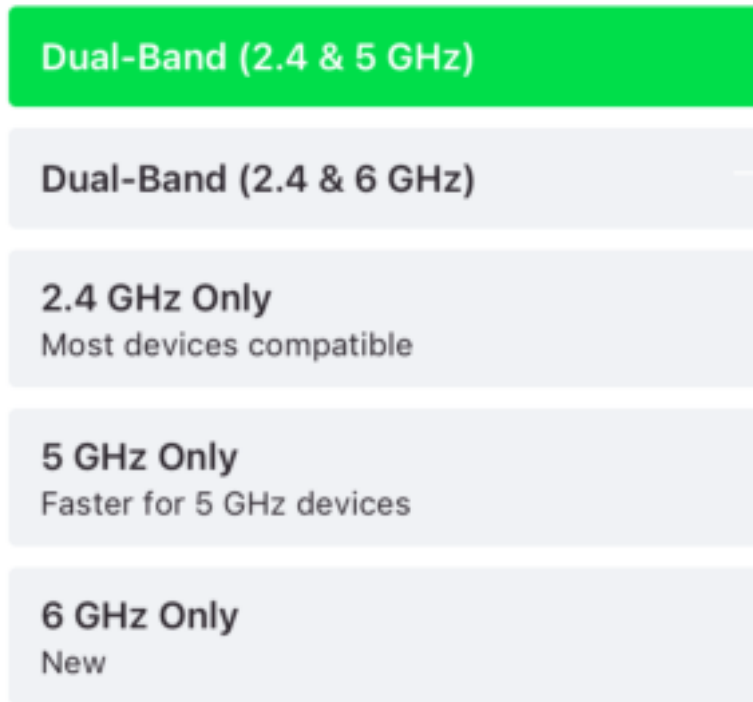 Dual-Band (2.4 & 5 GHz)
Dual-Band (2.4 & 6 GHz)
2.4 GHz Only
Most devices compatible
5 GHz Only
Faster for 5 GHz devices
6 GHz Only
New